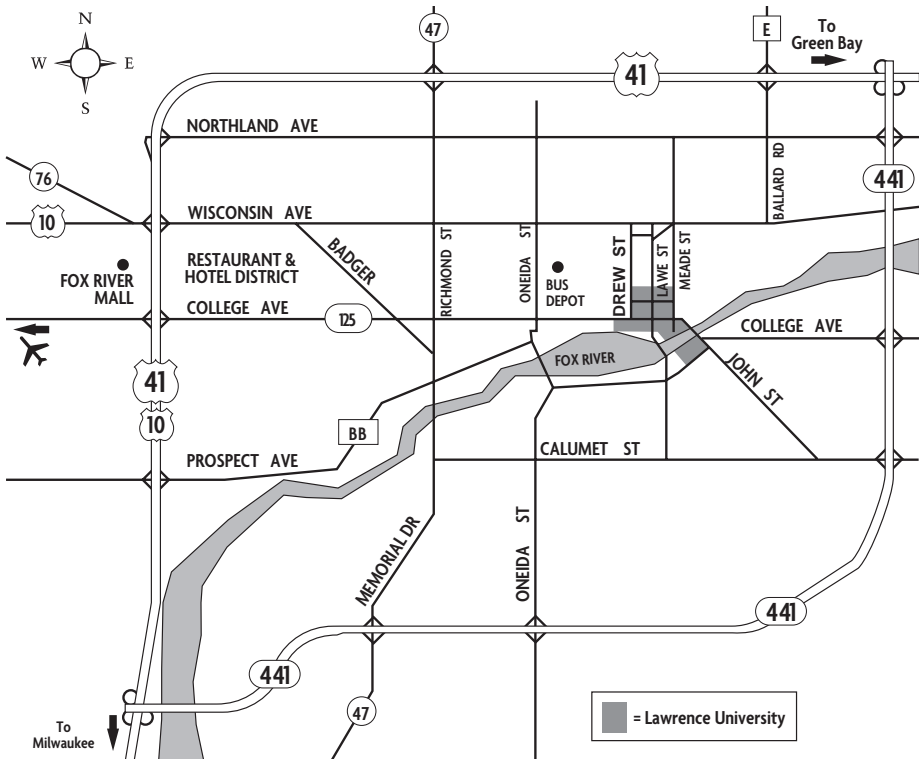 N
W E
S
47
E
To
Green Bay
41
NORTHLAND AVE
76
10
WISCONSIN AVE
BALLARD RD
441
FOX RIVER
MALL
RESTAURANT &
HOTEL DISTRICT
BADGER
RICHMOND ST
ONEIDA ST
BUS
DEPOT
DREW ST
LAWE ST
MEADE ST
COLLEGE AVE
125
COLLEGE AVE
FOX RIVER
JOHN ST
41
10
BB
PROSPECT AVE
CALUMET ST
MEMORIAL DR
ONEIDA ST
441
441
47
To
Milwaukee
= Lawrence University